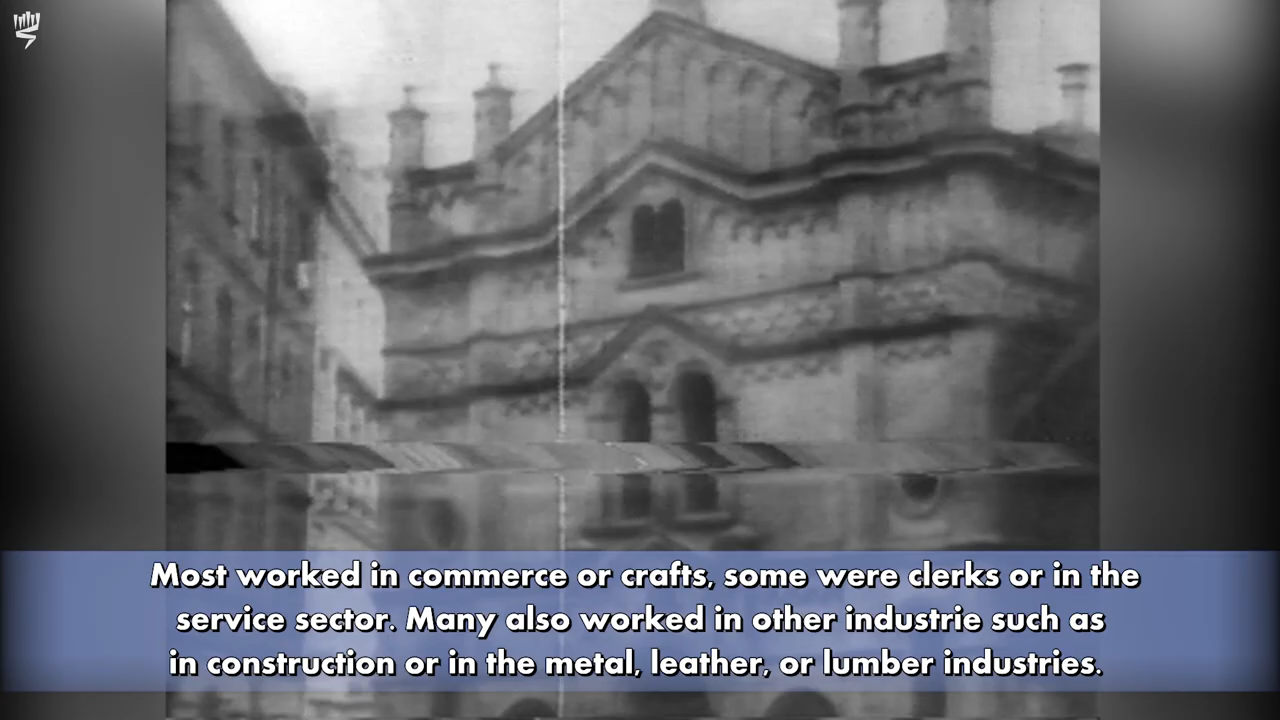 Most worked in commerce or crafts, some were clerks or in the
service sector. Many also worked in other industrie such as
in construction or in the metal, leather, or lumber industries.